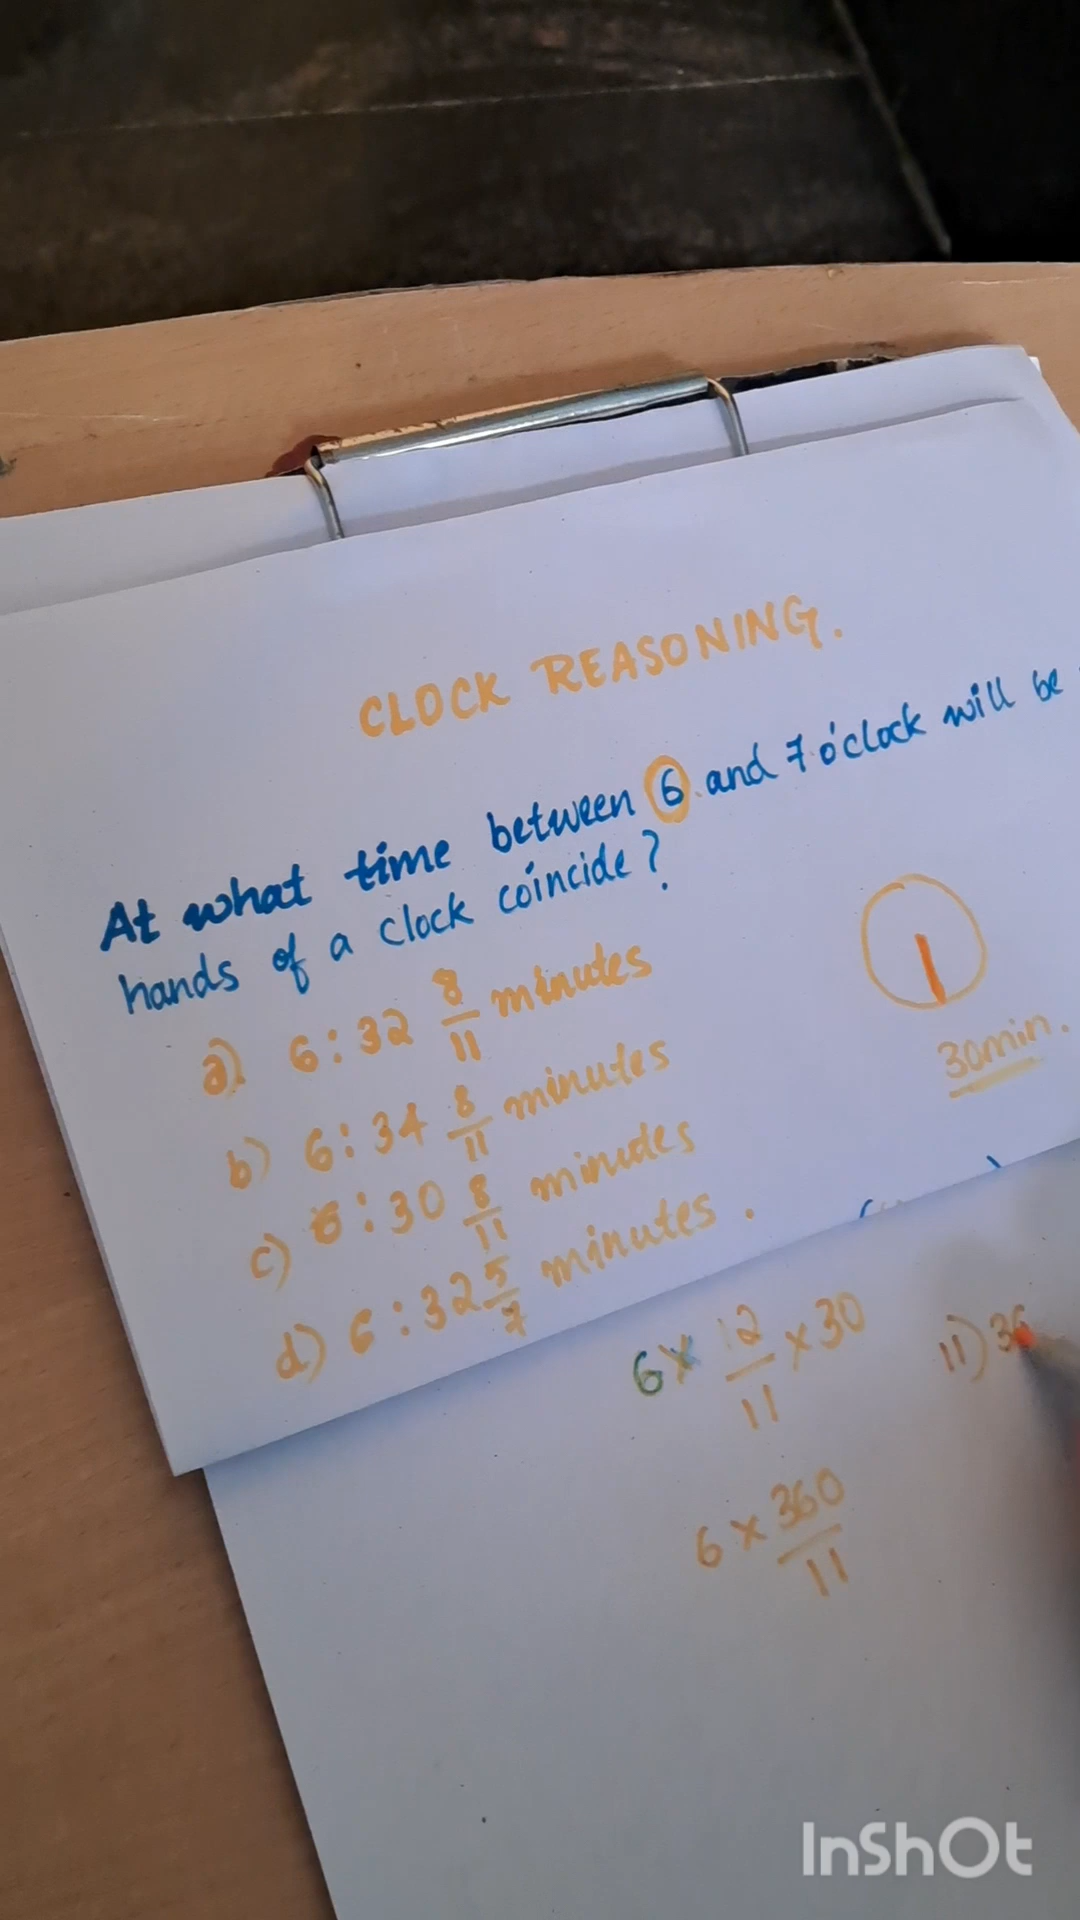 CLOCK REASONING.
At what time between 6 and 7 o'clock will be
hands of a clock coincide?
a) 6:32 8/11 minutes
b) 6:34 8/11 minutes
c) 6:30 8/11 minutes
d) 6:32 5/7 minutes.
30min.
6 x 12/11 x 30
11)36
6 x 360/11
InShOt